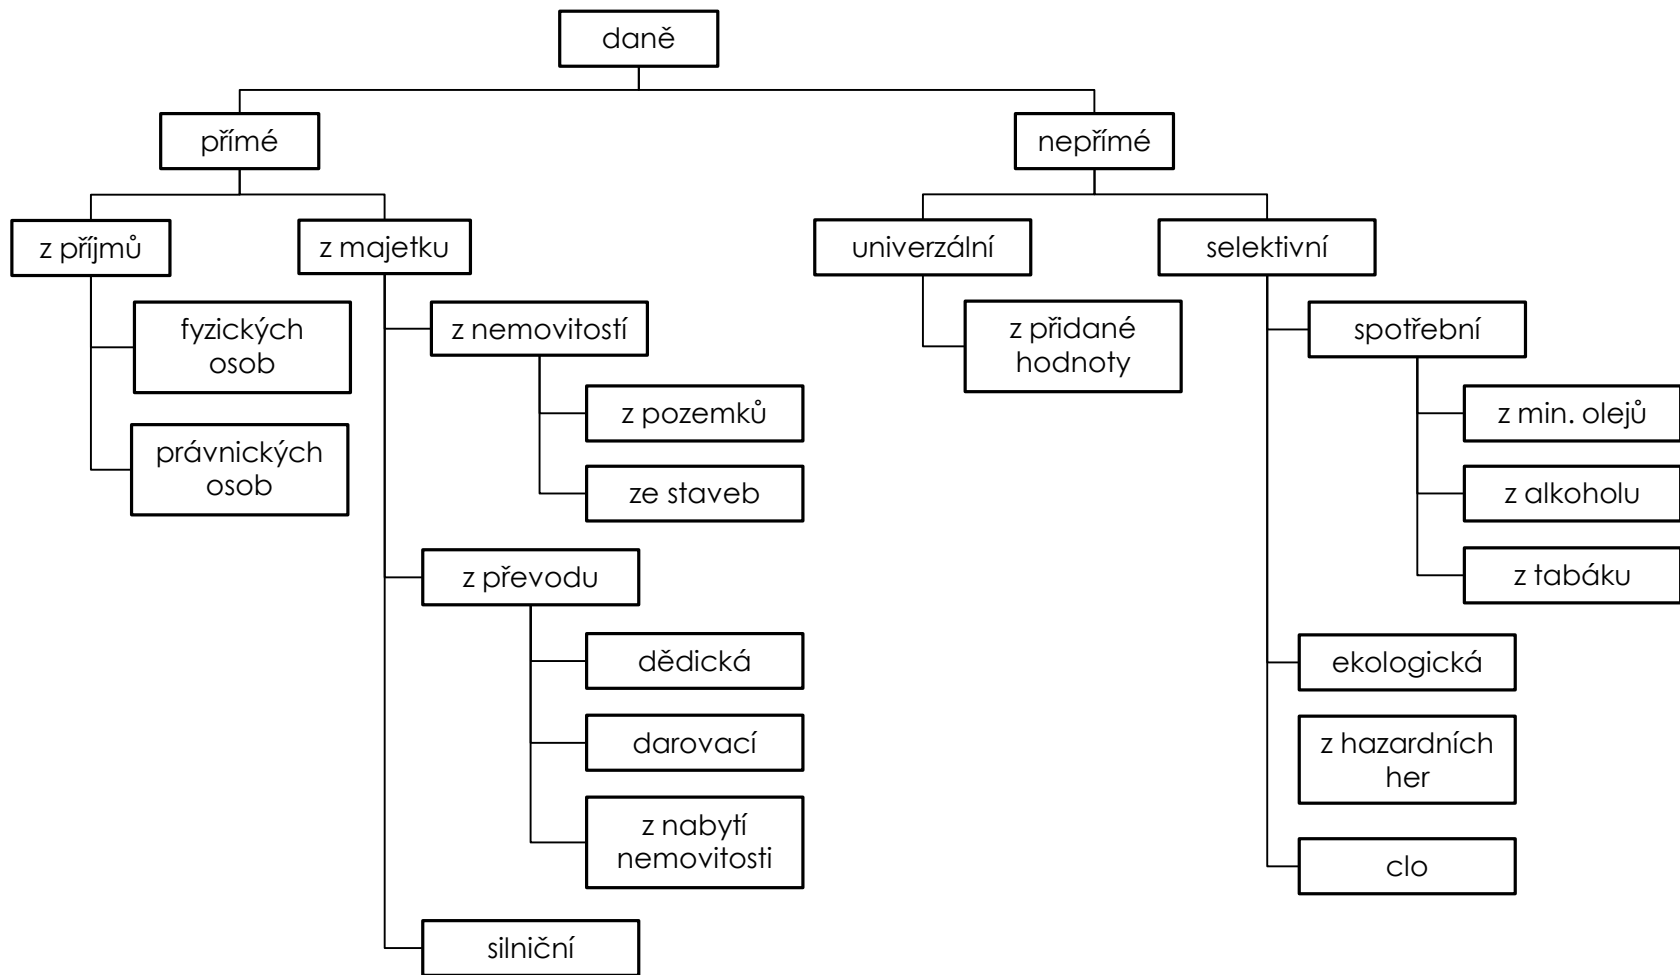 daně
přímé
nepřímé
z příjmů
z majetku
univerzální
selektivní
fyzických
osob
právnických
osob
z nemovitostí
z pozemků
ze staveb
z převodu
dědická
darovací
z nabytí
nemovitosti
silniční
z přidané
hodnoty
spotřební
z min. olejů
z alkoholu
z tabáku
ekologická
z hazardních
her
clo